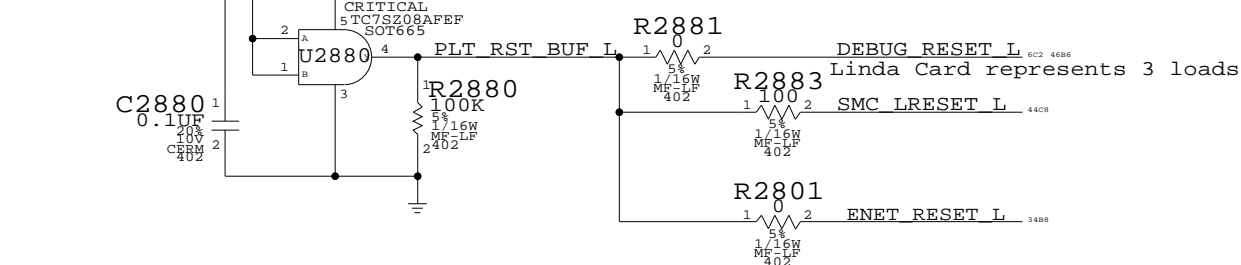 CRITICAL
5 TC7SZ08AFEF
SOT665
2 A
U2880
4
1 B
3
PLT_RST_BUF_L
C2880 1
0.1UF
20%
10V
CERM 2
402
1 R2880
100K
5%
1/16W
MF-LF
2 402
R2881
1 0 2
5%
1/16W
MF-LF
402
DEBUG_RESET_L 6C2 46B6
Linda Card represents 3 loads
R2883
1 100 2
5%
1/16W
MF-LF
402
SMC_LRESET_L 44C8
R2801
1 0 2
5%
1/16W
MF-LF
402
ENET_RESET_L 34B8